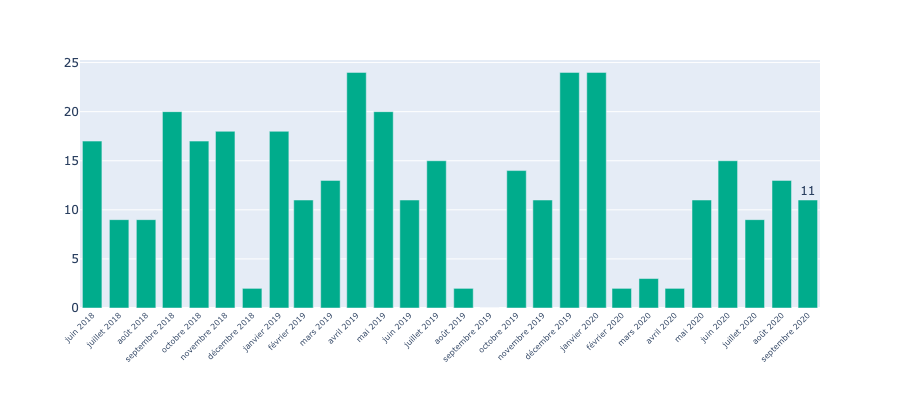 25
20
15
10
5
0
11
juin 2018
juillet 2018
août 2018
septembre 2018
octobre 2018
novembre 2018
décembre 2018
janvier 2019
février 2019
mars 2019
avril 2019
mai 2019
juin 2019
juillet 2019
août 2019
septembre 2019
octobre 2019
novembre 2019
décembre 2019
janvier 2020
février 2020
mars 2020
avril 2020
mai 2020
juin 2020
juillet 2020
août 2020
septembre 2020